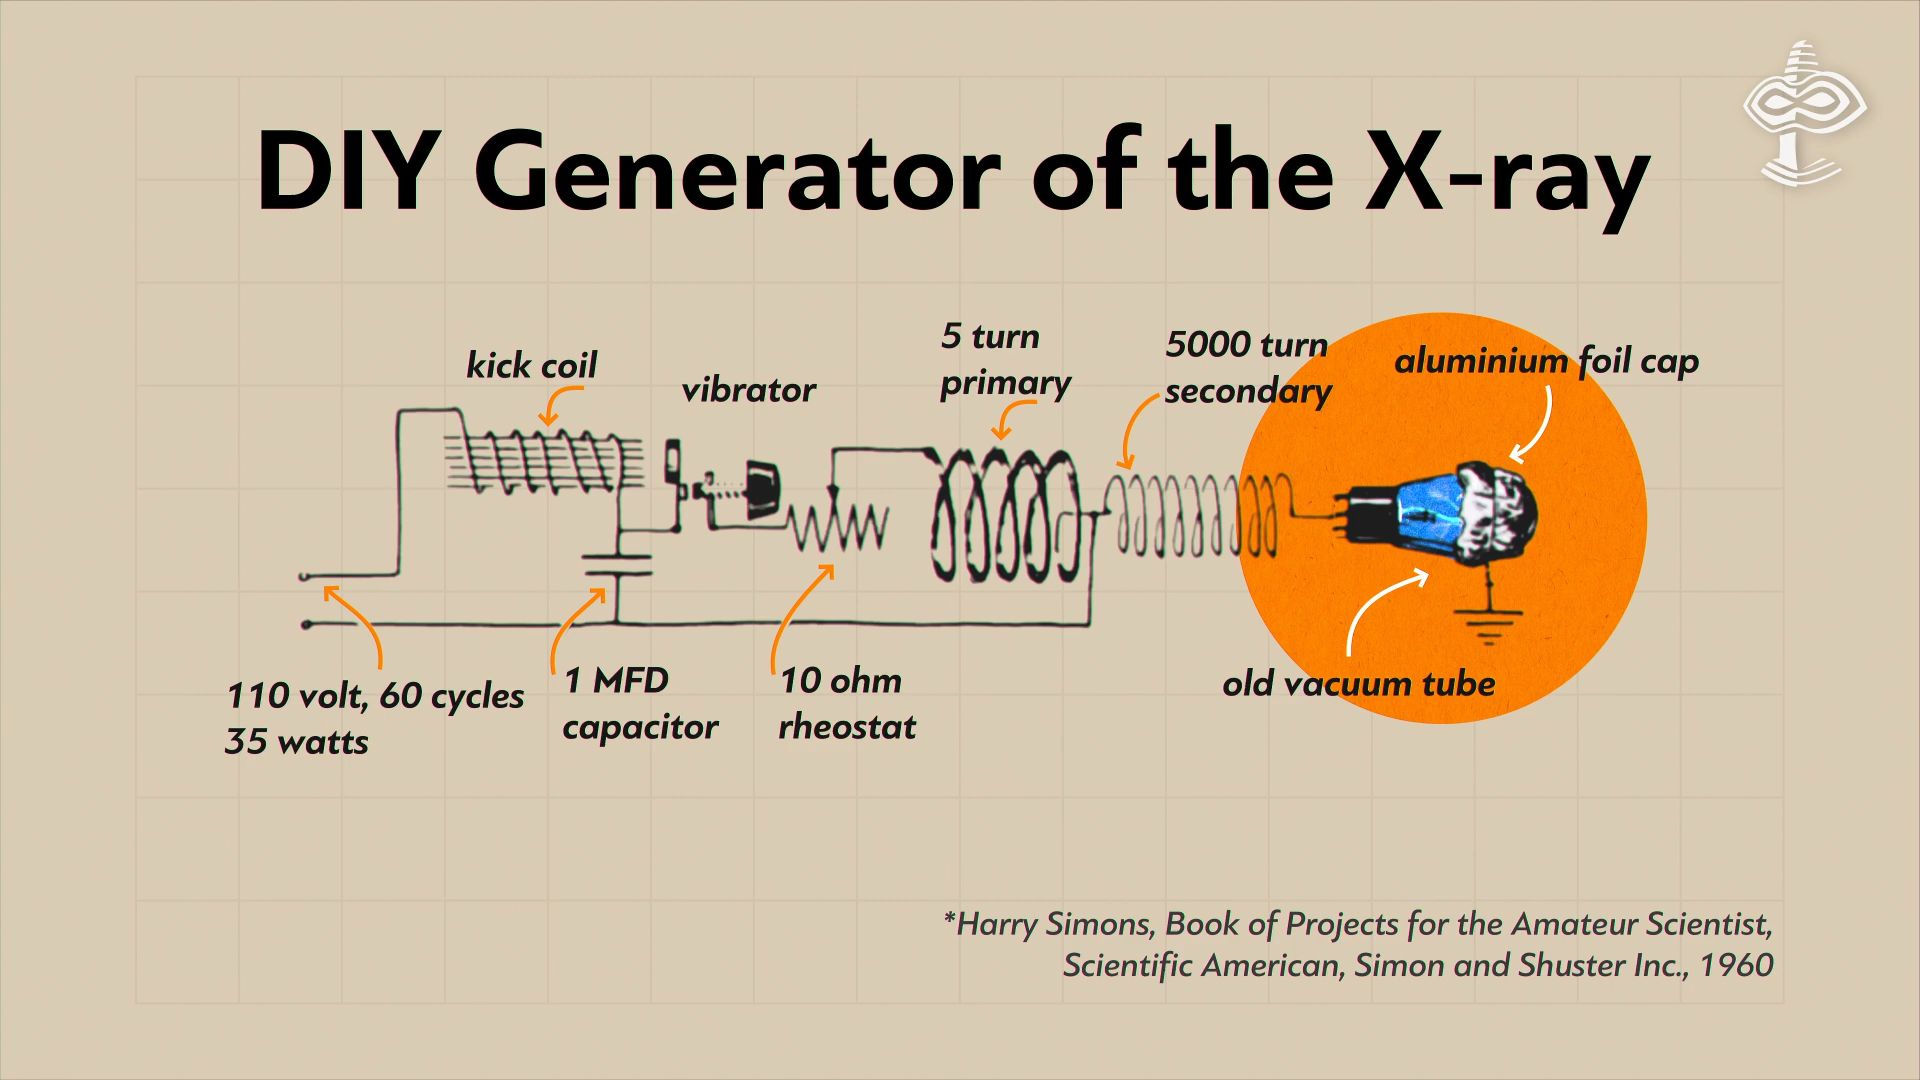 DIY Generator of the X-ray
kick coil
vibrator
5 turn
primary
5000 turn
secondary
aluminium foil cap
110 volt, 60 cycles
35 watts
1 MFD
capacitor
10 ohm
rheostat
old vacuum tube
*Harry Simons, Book of Projects for the Amateur Scientist,
Scientific American, Simon and Shuster Inc., 1960